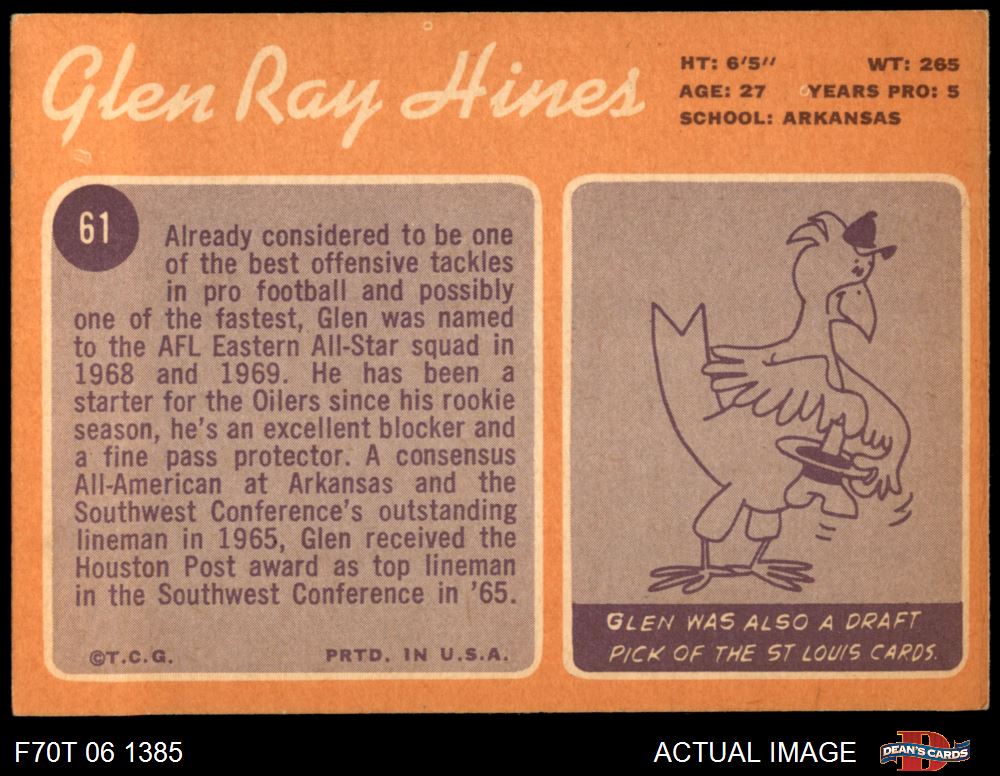 Glen Ray Hines
HT: 6'5" WT: 265
AGE: 27 YEARS PRO: 5
SCHOOL: ARKANSAS
61
Already considered to be one
of the best offensive tackles
in pro football and possibly
one of the fastest, Glen was named
to the AFL Eastern All-Star squad in
1968 and 1969. He has been a
starter for the Oilers since his rookie
season, he's an excellent blocker and
a fine pass protector. A consensus
All-American at Arkansas and the
Southwest Conference's outstanding
lineman in 1965, Glen received the
Houston Post award as top lineman
in the Southwest Conference in '65.
©T.C.G. PRTD. IN U.S.A.
GLEN WAS ALSO A DRAFT
PICK OF THE ST LOUIS CARDS.
F70T 06 1385
ACTUAL IMAGE
D
DEAN'S CARDS